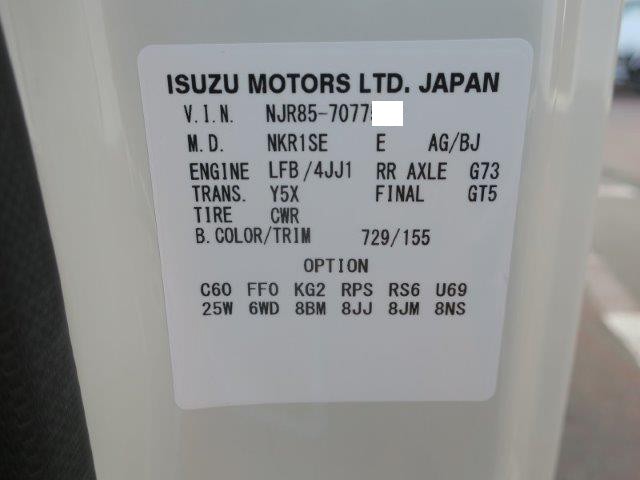 ISUZU MOTORS LTD. JAPAN
V.I.N. NJR85-7077
M.D. NKR1SE E AG/BJ
ENGINE LFB/4JJ1 RR AXLE G73
TRANS. Y5X FINAL GT5
TIRE CWR
B.COLOR/TRIM 729/155
OPTION
C60 FF0 KG2 RPS RS6 U69
25W 6WD 8BM 8JJ 8JM 8NS